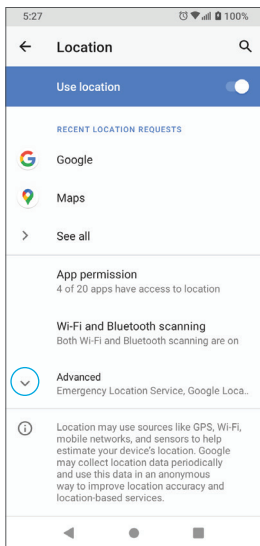 5:27 100%
Location
Use location
RECENT LOCATION REQUESTS
Google
Maps
See all
App permission
4 of 20 apps have access to location
Wi-Fi and Bluetooth scanning
Both Wi-Fi and Bluetooth scanning are on
Advanced
Emergency Location Service, Google Loca..
Location may use sources like GPS, Wi-Fi,
mobile networks, and sensors to help
estimate your device's location. Google
may collect location data periodically
and use this data in an anonymous
way to improve location accuracy and
location-based services.